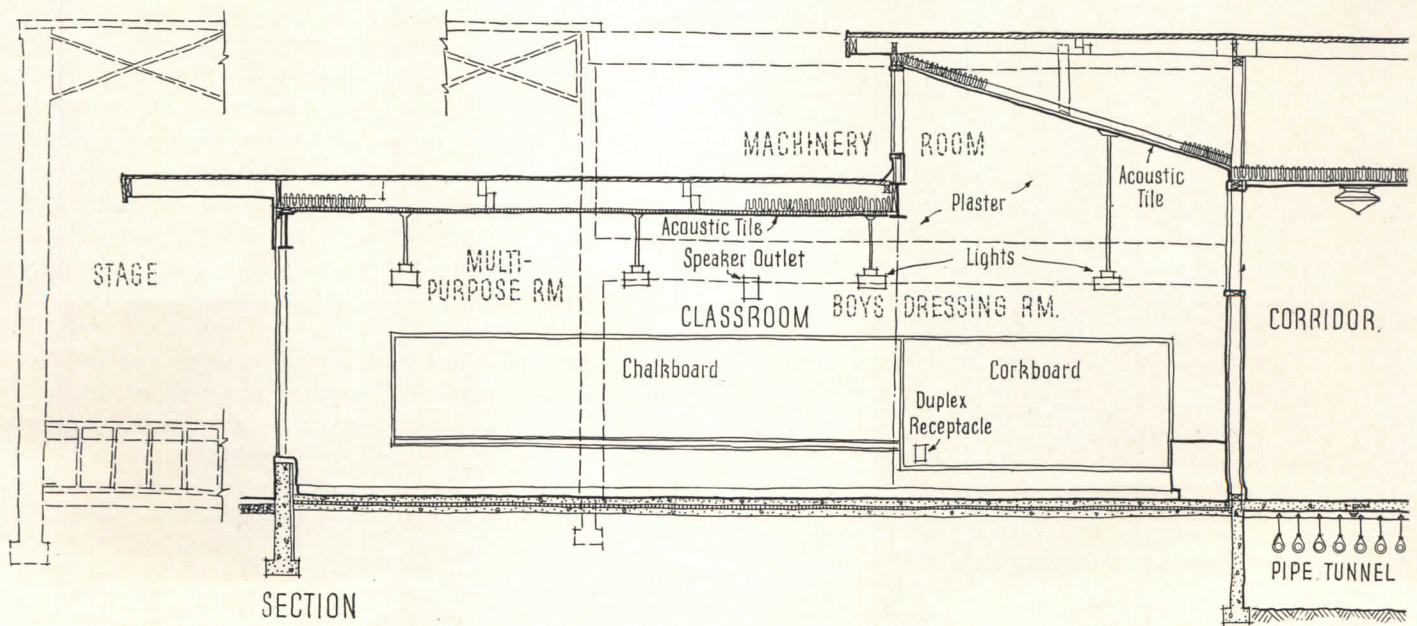 MACHINERY ROOM
Acoustic
Tile
Plaster
Acoustic Tile
STAGE
MULTI-
PURPOSE RM
Speaker Outlet
Lights
CLASSROOM
BOYS DRESSING RM.
CORRIDOR.
Chalkboard
Corkboard
Duplex
Receptacle
PIPE TUNNEL
SECTION